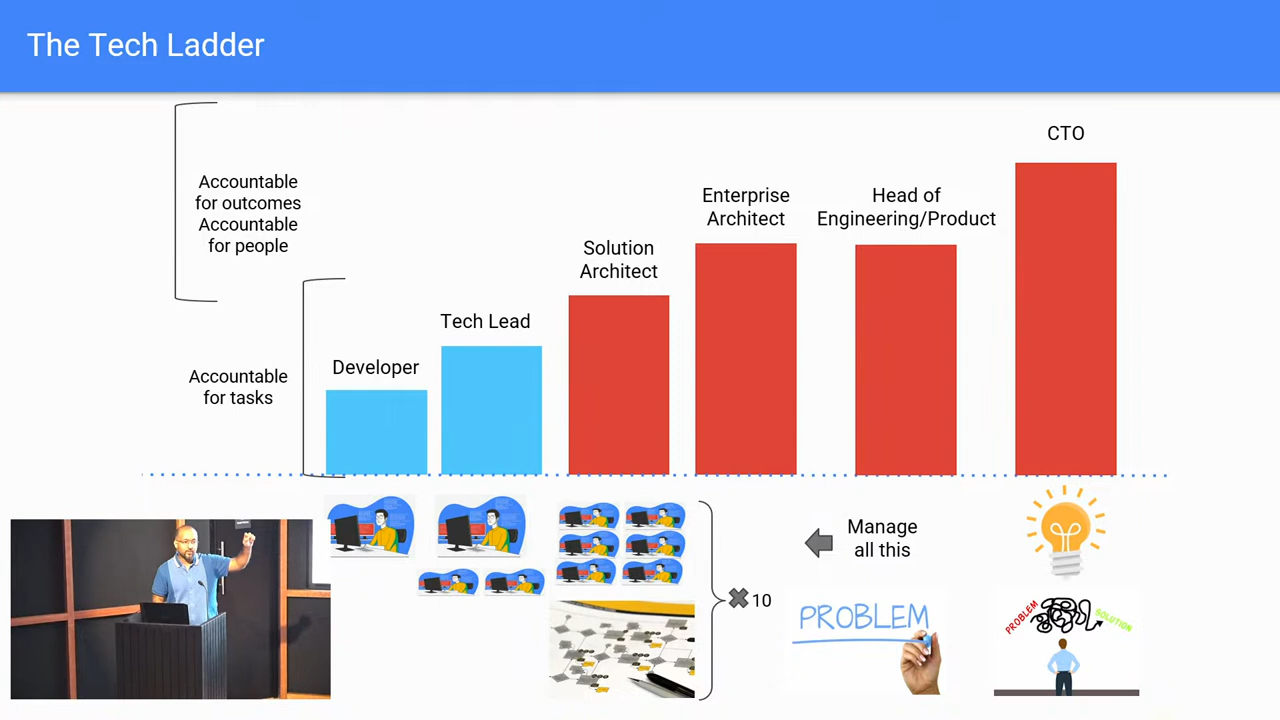 The Tech Ladder
CTO
Accountable
for outcomes
Accountable
for people
Enterprise
Architect
Head of
Engineering/Product
Solution
Architect
Tech Lead
Developer
Accountable
for tasks
Manage
all this
10
PROBLEM
PROBLEM
SOLUTION